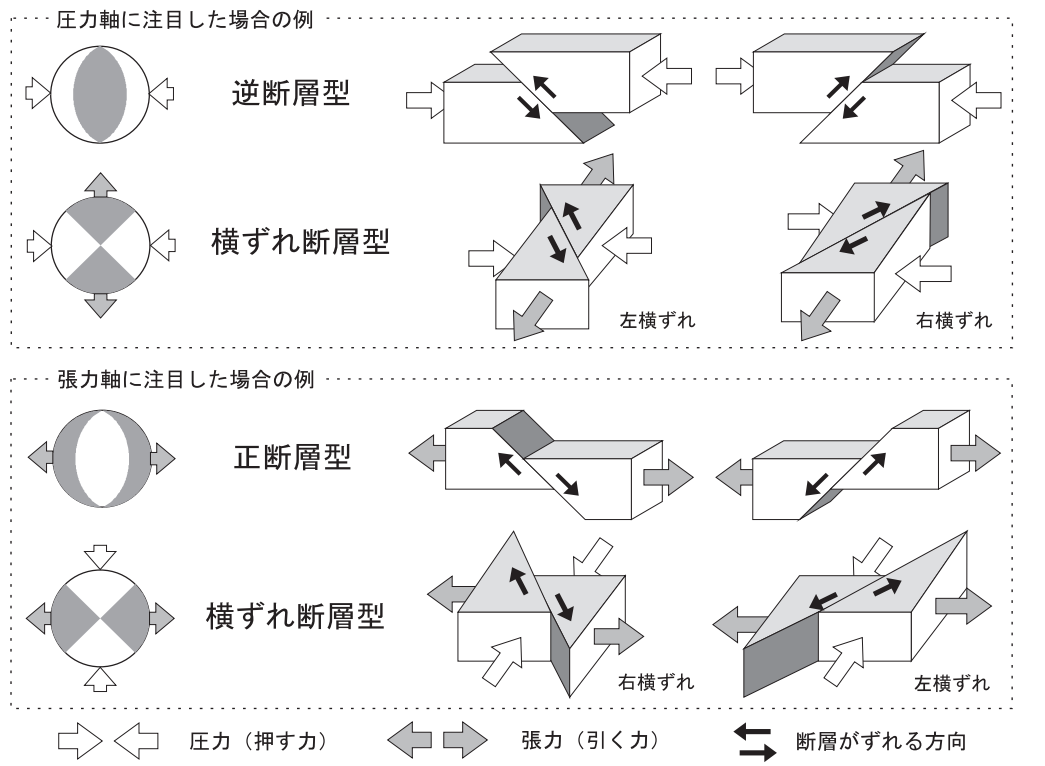 圧力軸に注目した場合の例
逆断層型
横ずれ断層型
左横ずれ
右横ずれ
張力軸に注目した場合の例
正断層型
横ずれ断層型
右横ずれ
左横ずれ
圧力（押す力）
張力（引く力）
断層がずれる方向